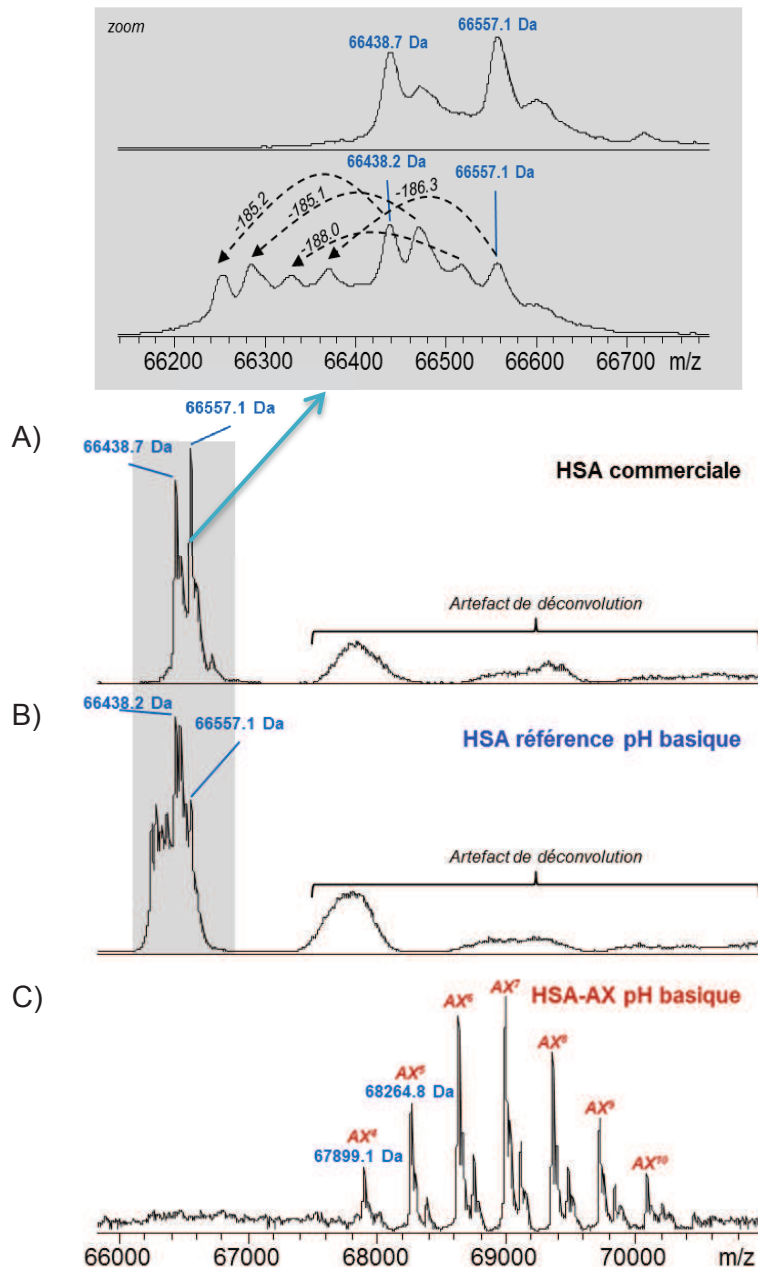 zoom
66438.7 Da
66557.1 Da
66438.2 Da
66557.1 Da
-185.2
-185.1
-186.3
-188.0
66200 66300 66400 66500 66600 66700 m/z
66557.1 Da
A)
66438.7 Da
HSA commerciale
Artefact de déconvolution
B)
66438.2 Da
66557.1 Da
HSA référence pH basique
Artefact de déconvolution
C)
AX⁶ AX⁷ HSA-AX pH basique
AX⁸
AX⁵
68264.8 Da
AX⁹
AX⁴
67899.1 Da
AX¹⁰
66000 67000 68000 69000 70000 m/z